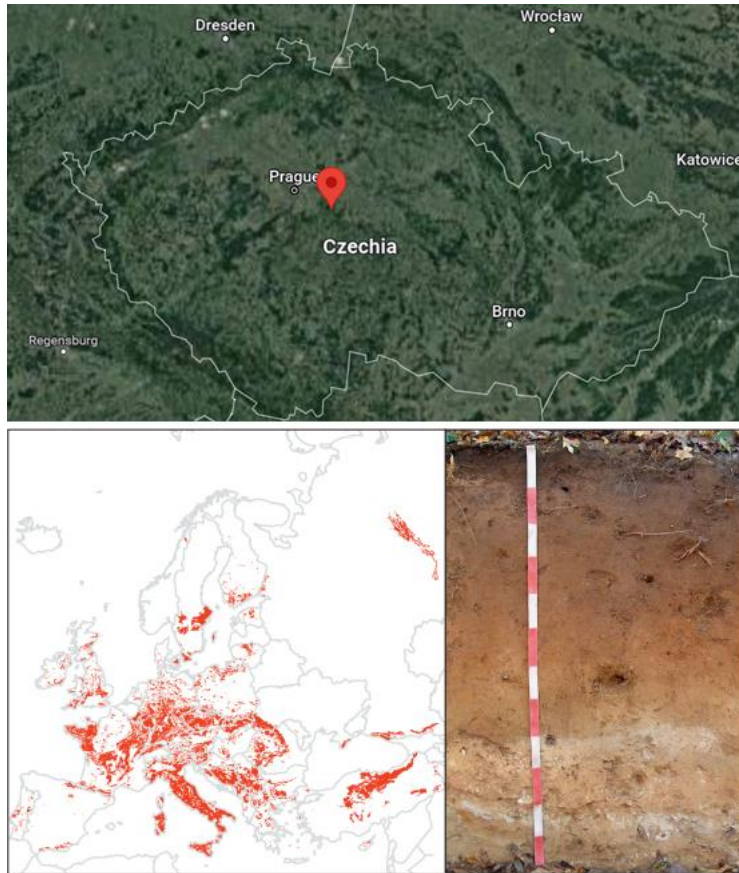 Dresden
Wrocław
Katowice
Prague
Czechia
Brno
Regensburg